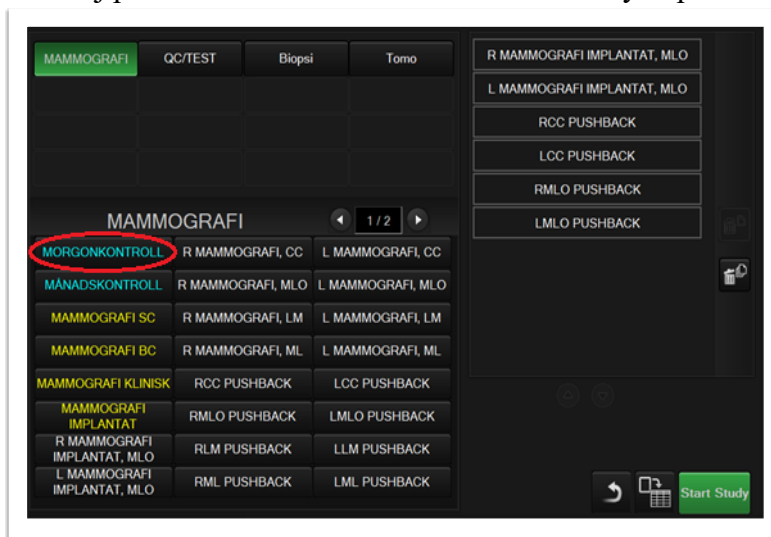 MAMMOGRAFI QC/TEST Biopsi Tomo
MAMMOGRAFI
1 / 2
MORGONKONTROLL R MAMMOGRAFI, CC L MAMMOGRAFI, CC
MÅNADSKONTROLL R MAMMOGRAFI, MLO L MAMMOGRAFI, MLO
MAMMOGRAFI SC R MAMMOGRAFI, LM L MAMMOGRAFI, LM
MAMMOGRAFI BC R MAMMOGRAFI, ML L MAMMOGRAFI, ML
MAMMOGRAFI KLINISK RCC PUSHBACK LCC PUSHBACK
MAMMOGRAFI
IMPLANTAT
RMLO PUSHBACK LMLO PUSHBACK
R MAMMOGRAFI
IMPLANTAT, MLO
RLM PUSHBACK LLM PUSHBACK
L MAMMOGRAFI
IMPLANTAT, MLO
RML PUSHBACK LML PUSHBACK
R MAMMOGRAFI IMPLANTAT, MLO
L MAMMOGRAFI IMPLANTAT, MLO
RCC PUSHBACK
LCC PUSHBACK
RMLO PUSHBACK
LMLO PUSHBACK
Start Study